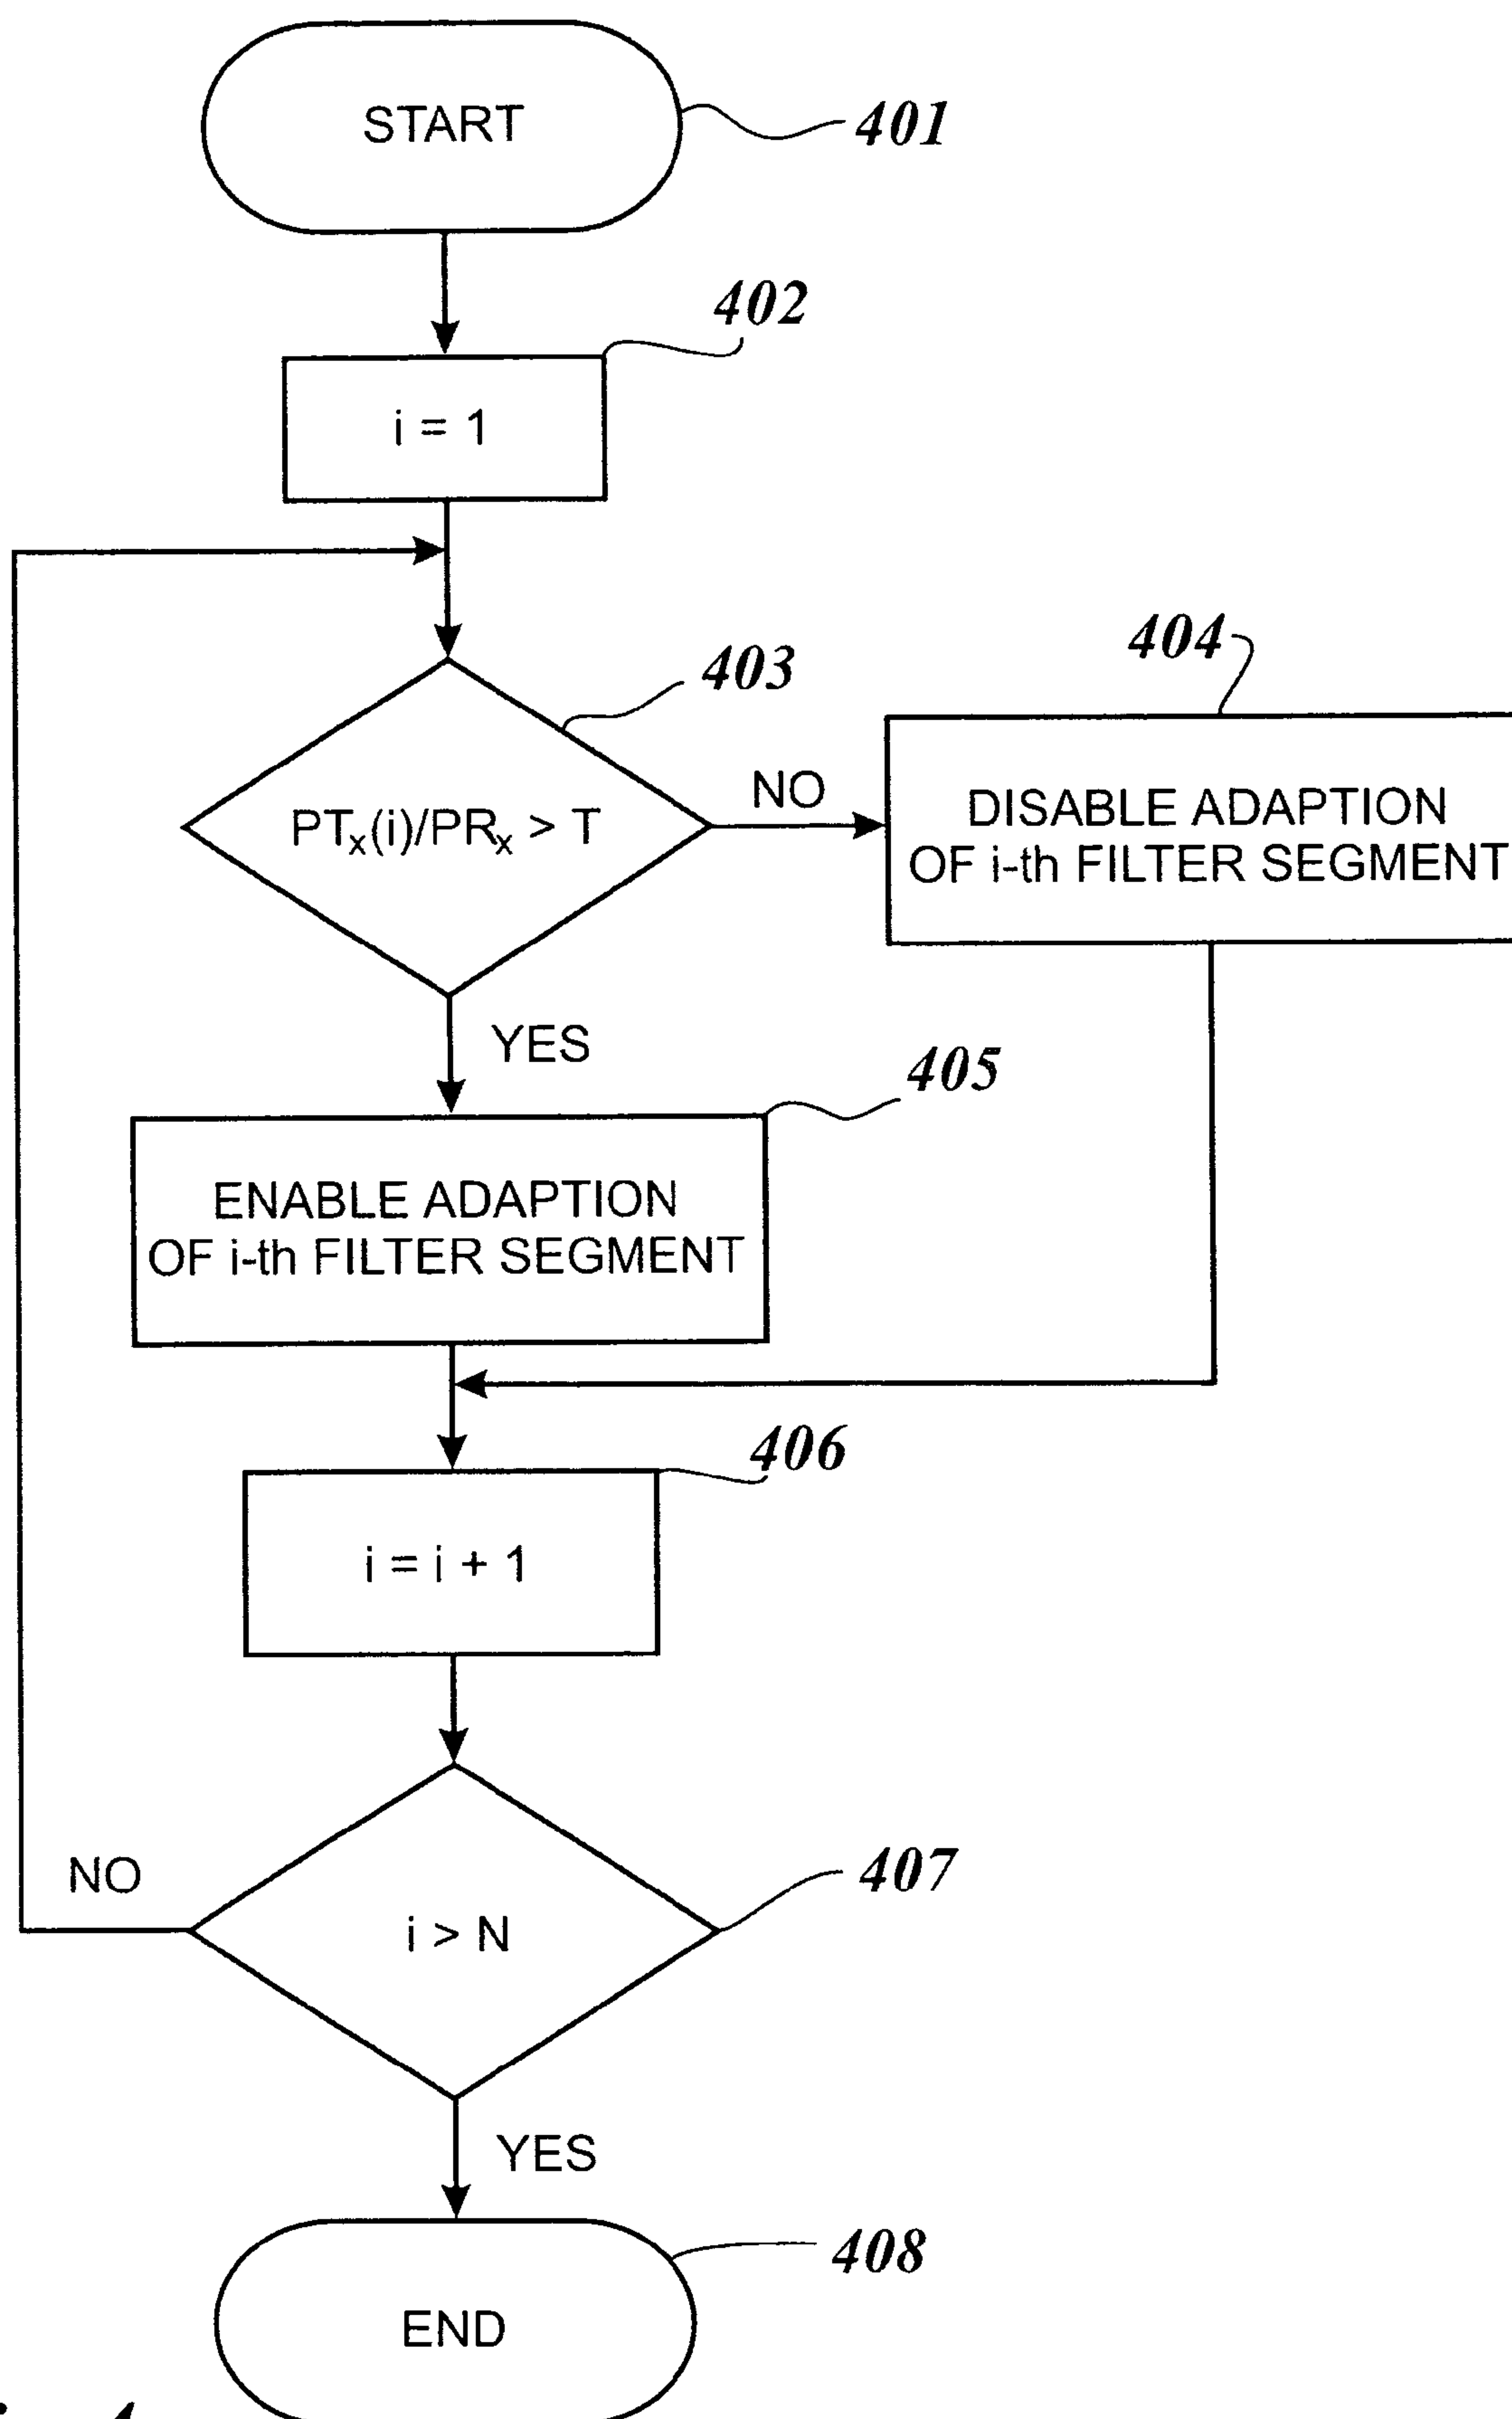 START
401
402
i = 1
403
404
PTₓ(i)/PRₓ > T
NO
DISABLE ADAPTION
OF i-th FILTER SEGMENT
YES
405
ENABLE ADAPTION
OF i-th FILTER SEGMENT
406
i = i + 1
NO
407
i > N
YES
408
END